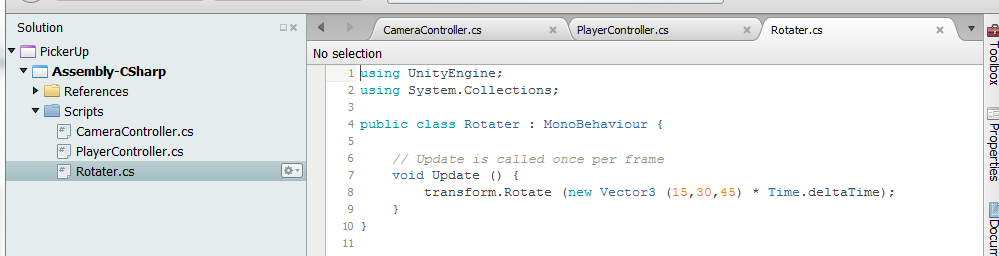 Solution
PickerUp
Assembly-CSharp
References
Scripts
CameraController.cs
PlayerController.cs
Rotater.cs
CameraController.cs
PlayerController.cs
Rotater.cs
No selection
1 using UnityEngine;
2 using System.Collections;
3
4 public class Rotater : MonoBehaviour {
5
6 // Update is called once per frame
7 void Update () {
8 transform.Rotate (new Vector3 (15,30,45) * Time.deltaTime);
9 }
10 }
11
Toolbox
Properties